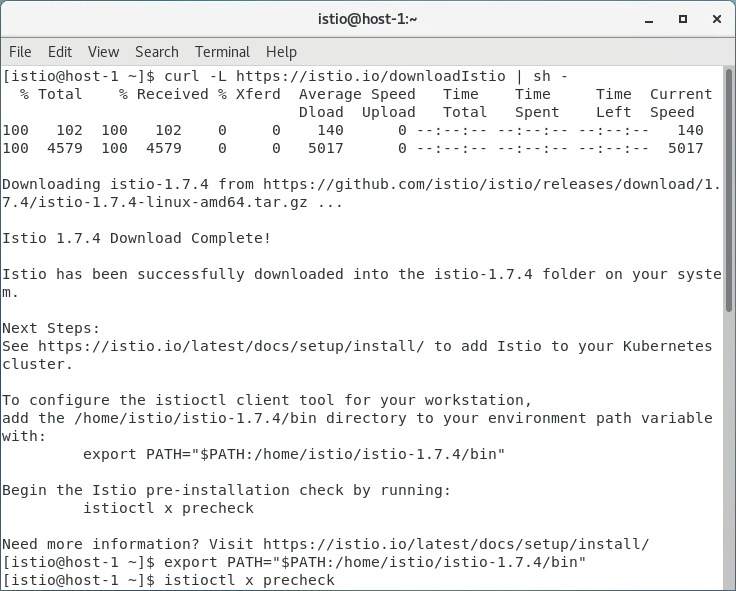 istio@host-1:~
File Edit View Search Terminal Help
[istio@host-1 ~]$ curl -L https://istio.io/downloadIstio | sh -
  % Total    % Received % Xferd  Average Speed   Time    Time     Time  Current
                                 Dload  Upload   Total   Spent    Left  Speed
100   102  100   102    0     0    140      0 --:--:-- --:--:-- --:--:--   140
100  4579  100  4579    0     0   5017      0 --:--:-- --:--:-- --:--:--  5017
Downloading istio-1.7.4 from https://github.com/istio/istio/releases/download/1.
7.4/istio-1.7.4-linux-amd64.tar.gz ...
Istio 1.7.4 Download Complete!
Istio has been successfully downloaded into the istio-1.7.4 folder on your syste
m.
Next Steps:
See https://istio.io/latest/docs/setup/install/ to add Istio to your Kubernetes
cluster.
To configure the istioctl client tool for your workstation,
add the /home/istio/istio-1.7.4/bin directory to your environment path variable
with:
         export PATH="$PATH:/home/istio/istio-1.7.4/bin"
Begin the Istio pre-installation check by running:
         istioctl x precheck
Need more information? Visit https://istio.io/latest/docs/setup/install/
[istio@host-1 ~]$ export PATH="$PATH:/home/istio/istio-1.7.4/bin"
[istio@host-1 ~]$ istioctl x precheck